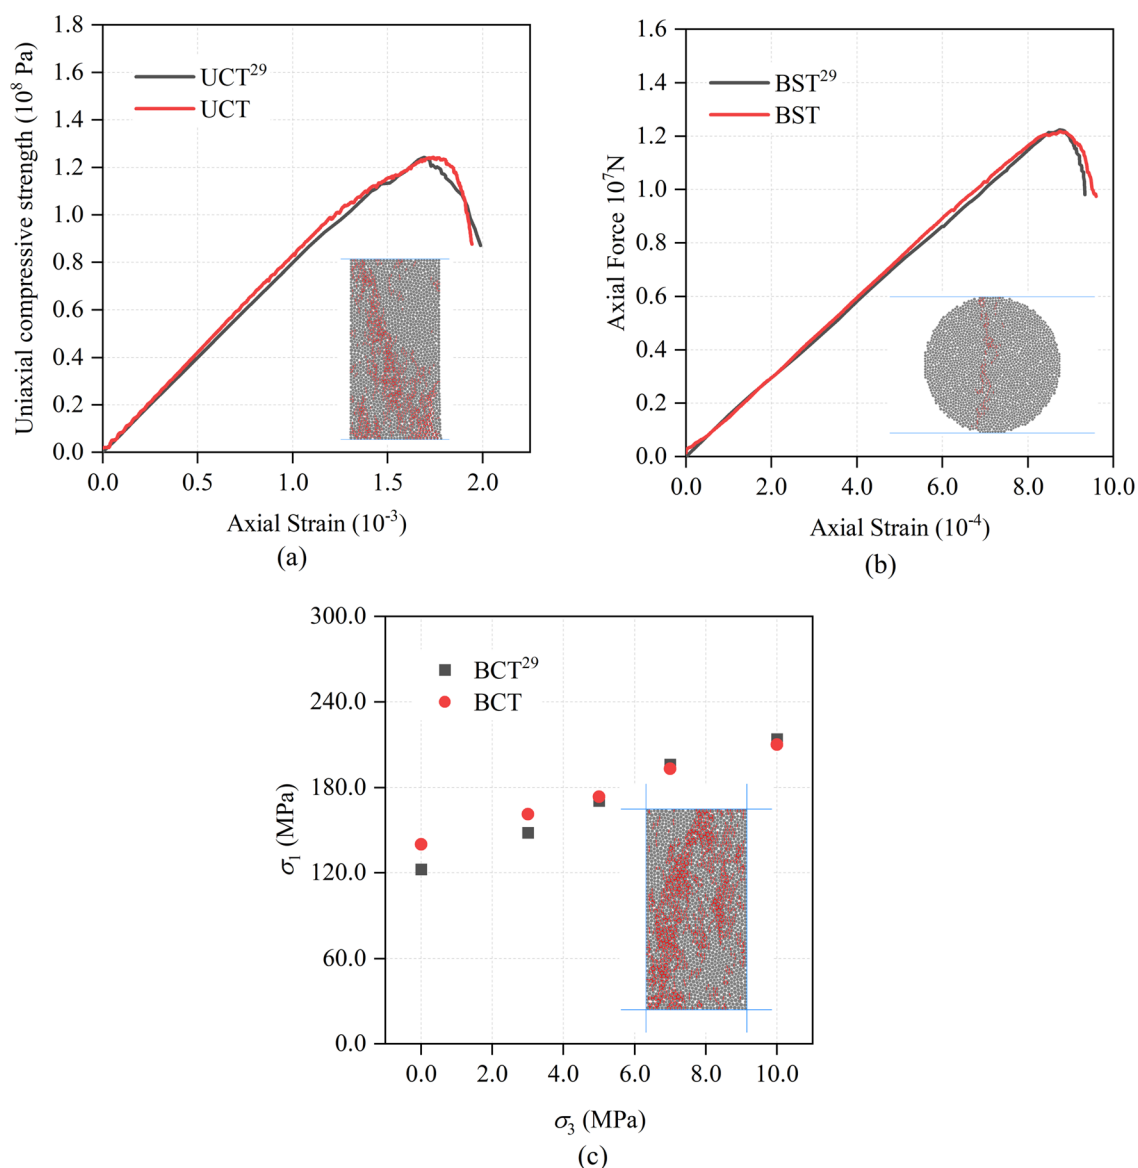 1.8
1.6
1.4
1.2
1.0
0.8
0.6
0.4
0.2
0.0
Uniaxial compressive strength (10⁸ Pa)
UCT²⁹
UCT
0.0 0.5 1.0 1.5 2.0
Axial Strain (10⁻³)
(a)
1.6
1.4
1.2
1.0
0.8
0.6
0.4
0.2
0.0
Axial Force 10⁷N
BST²⁹
BST
0.0 2.0 4.0 6.0 8.0 10.0
Axial Strain (10⁻⁴)
(b)
300.0
240.0
180.0
120.0
60.0
0.0
σ₁ (MPa)
BCT²⁹
BCT
0.0 2.0 4.0 6.0 8.0 10.0
σ₃ (MPa)
(c)